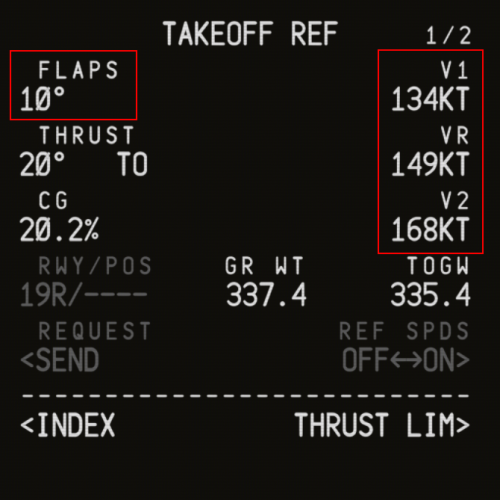 TAKEOFF REF 1/2
FLAPS V1
10° 134KT
THRUST VR
20° TO 149KT
CG V2
20.2% 168KT
RWY/POS GR WT TOGW
19R/---- 337.4 335.4
REQUEST REF SPDS
<SEND OFF↔ON>
----------------------------
<INDEX THRUST LIM>